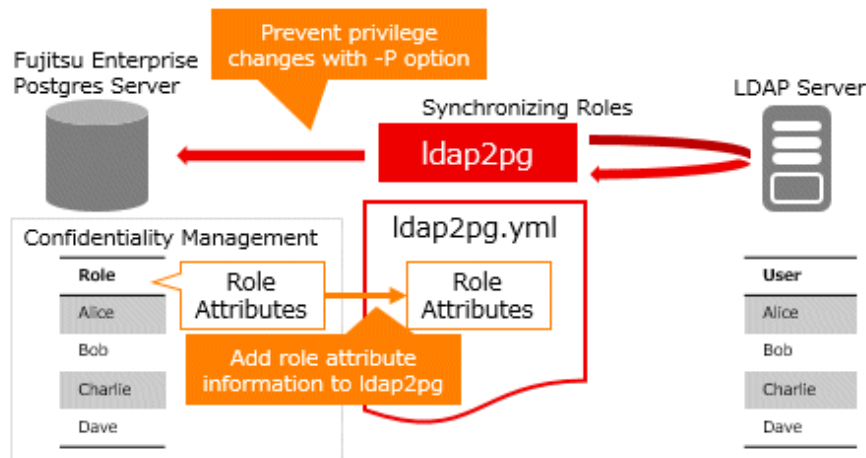 Prevent privilege
changes with -P option
Fujitsu Enterprise
Postgres Server
Synchronizing Roles
LDAP Server
ldap2pg
Confidentiality Management
ldap2pg.yml
Role
Alice
Bob
Charlie
Dave
Role
Attributes
Role
Attributes
Add role attribute
information to ldap2pg
User
Alice
Bob
Charlie
Dave